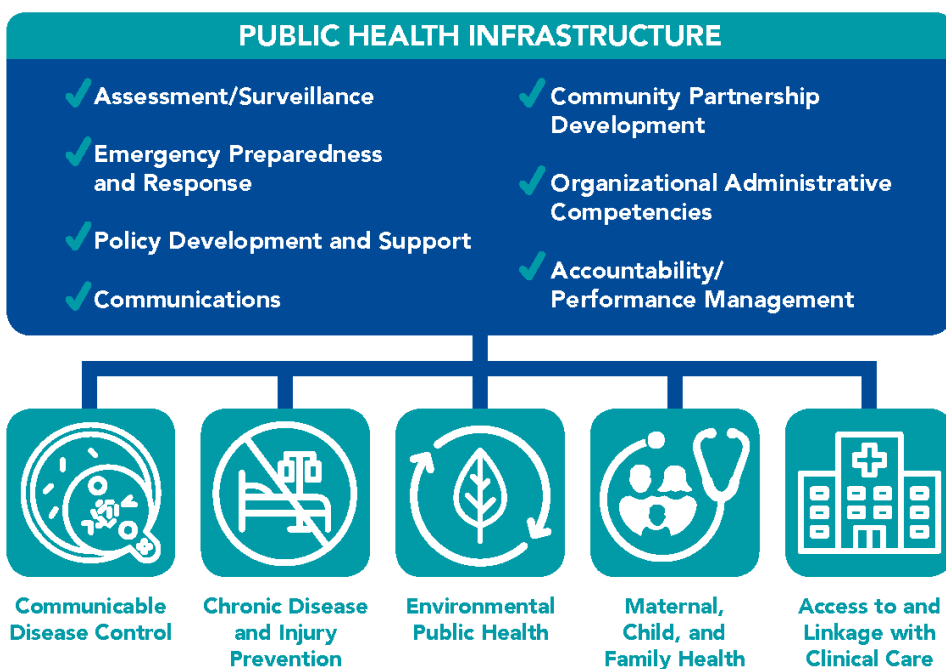 PUBLIC HEALTH INFRASTRUCTURE
Assessment/Surveillance
Emergency Preparedness
and Response
Policy Development and Support
Communications
Community Partnership
Development
Organizational Administrative
Competencies
Accountability/
Performance Management
Communicable
Disease Control
Chronic Disease
and Injury
Prevention
Environmental
Public Health
Maternal,
Child, and
Family Health
Access to and
Linkage with
Clinical Care